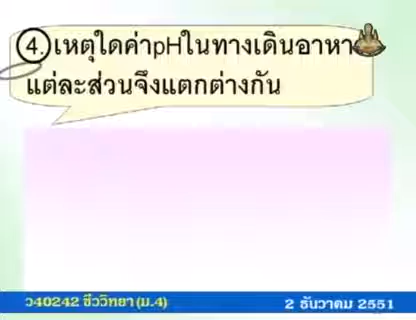 4. เหตุใดค่าpHในทางเดินอาหา
แต่ละส่วนจึงแตกต่างกัน
ว40242 ชีววิทยา (ม.4)
2 ธันวาคม 2551